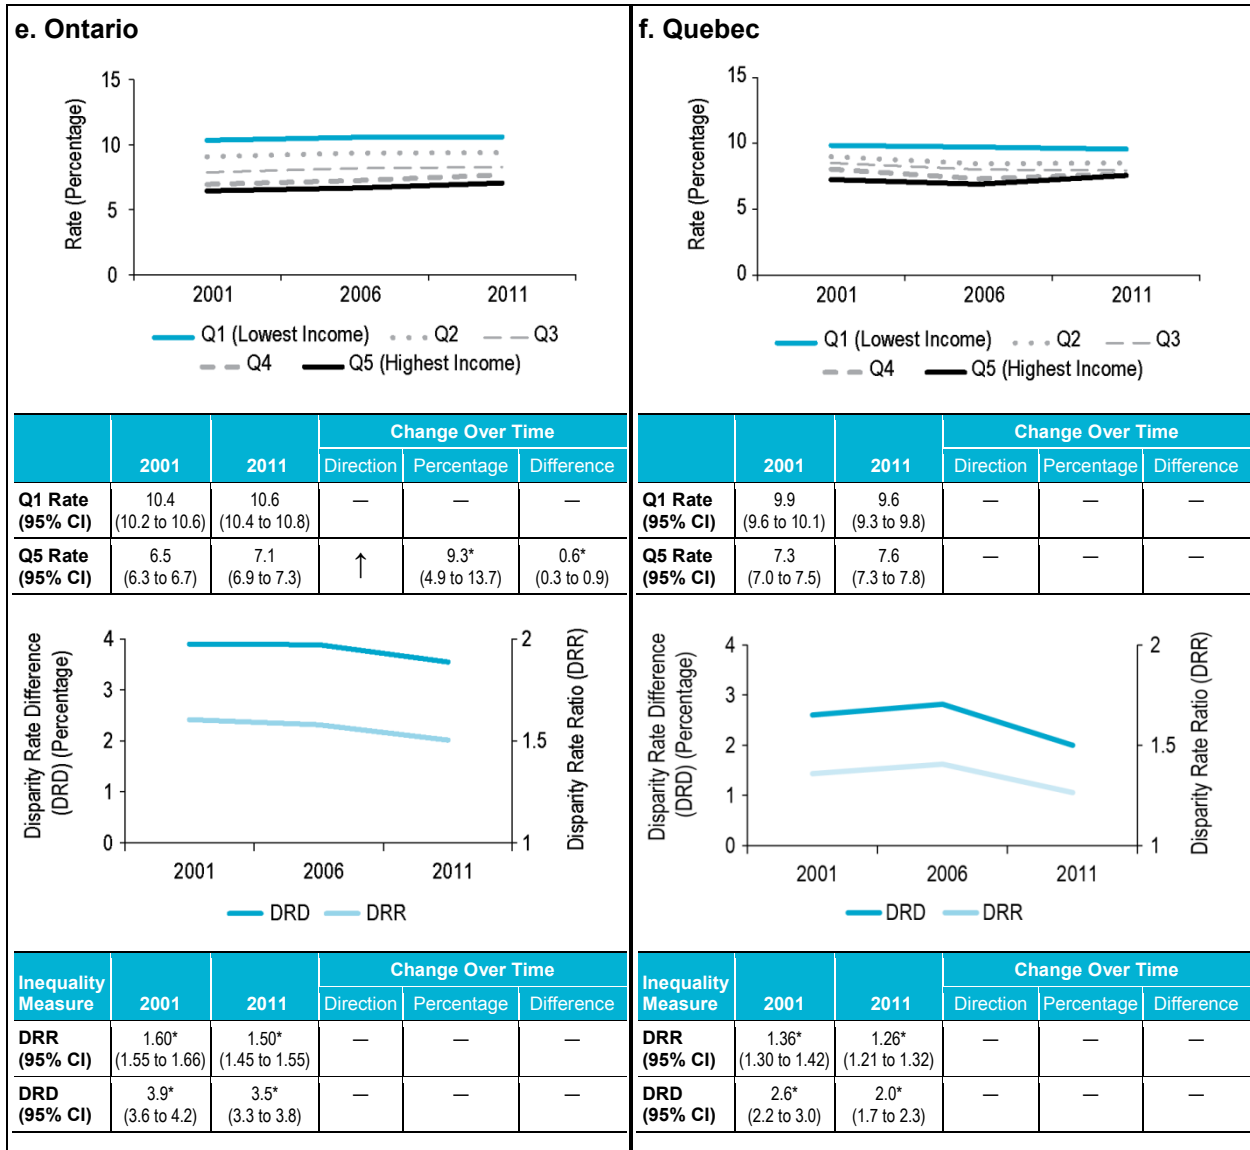 e. Ontario
15
10
5
0
Rate (Percentage)
2001 2006 2011
Q1 (Lowest Income) Q2 Q3
Q4 Q5 (Highest Income)
Change Over Time
2001 2011 Direction Percentage Difference
Q1 Rate 10.4 10.6 — — —
(95% CI) (10.2 to 10.6) (10.4 to 10.8)
Q5 Rate 6.5 7.1 ↑ 9.3* 0.6*
(95% CI) (6.3 to 6.7) (6.9 to 7.3) (4.9 to 13.7) (0.3 to 0.9)
4
3
2
1
0
Disparity Rate Difference
(DRD) (Percentage)
2
1.5
1
Disparity Rate Ratio (DRR)
2001 2006 2011
DRD DRR
Change Over Time
Inequality
Measure 2001 2011 Direction Percentage Difference
DRR 1.60* 1.50* — — —
(95% CI) (1.55 to 1.66) (1.45 to 1.55)
DRD 3.9* 3.5* — — —
(95% CI) (3.6 to 4.2) (3.3 to 3.8)
f. Quebec
15
10
5
0
Rate (Percentage)
2001 2006 2011
Q1 (Lowest Income) Q2 Q3
Q4 Q5 (Highest Income)
Change Over Time
2001 2011 Direction Percentage Difference
Q1 Rate 9.9 9.6 — — —
(95% CI) (9.6 to 10.1) (9.3 to 9.8)
Q5 Rate 7.3 7.6 — — —
(95% CI) (7.0 to 7.5) (7.3 to 7.8)
4
3
2
1
0
Disparity Rate Difference
(DRD) (Percentage)
2
1.5
1
Disparity Rate Ratio (DRR)
2001 2006 2011
DRD DRR
Change Over Time
Inequality
Measure 2001 2011 Direction Percentage Difference
DRR 1.36* 1.26* — — —
(95% CI) (1.30 to 1.42) (1.21 to 1.32)
DRD 2.6* 2.0* — — —
(95% CI) (2.2 to 3.0) (1.7 to 2.3)